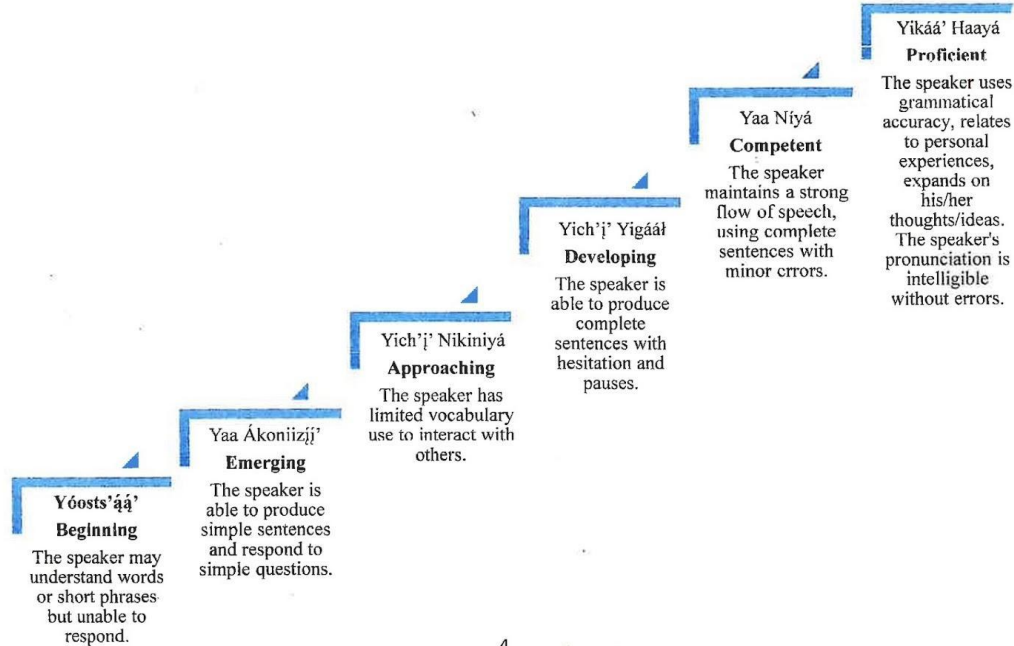 Yóosts'ą́ą́'
Beginning
The speaker may
understand words
or short phrases
but unable to
respond.
Yaa Ákoniizį́į́'
Emerging
The speaker is
able to produce
simple sentences
and respond to
simple questions.
Yich'į' Nikiniyá
Approaching
The speaker has
limited vocabulary
use to interact with
others.
Yich'į' Yigááł
Developing
The speaker is
able to produce
complete
sentences with
hesitation and
pauses.
Yaa Níyá
Competent
The speaker
maintains a strong
flow of speech,
using complete
sentences with
minor errors.
Yikáá' Haayá
Proficient
The speaker uses
grammatical
accuracy, relates
to personal
experiences,
expands on
his/her
thoughts/ideas.
The speaker's
pronunciation is
intelligible
without errors.